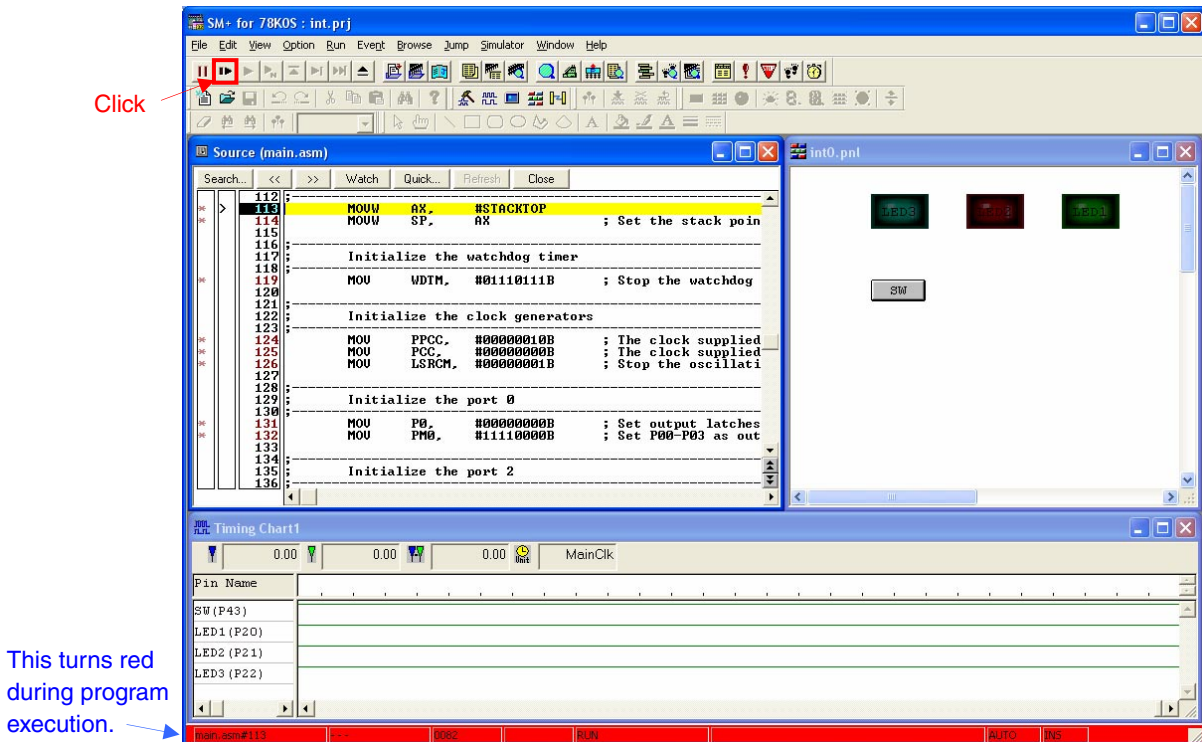 SM+ for 78K0S : int.prj
File Edit View Option Run Event Browse Jump Simulator Window Help
Click
Source (main.asm)
Search... << >> Watch Quick... Refresh Close
112 ;------------------------------------------------------------
113 MOVW AX, #STACKTOP
114 MOVW SP, AX ; Set the stack poin
115
116 ;------------------------------------------------------------
117 ; Initialize the watchdog timer
118 ;------------------------------------------------------------
119 MOV WDTM, #01110111B ; Stop the watchdog
120
121 ;------------------------------------------------------------
122 ; Initialize the clock generators
123 ;------------------------------------------------------------
124 MOV PPCC, #00000010B ; The clock supplied
125 MOV PCC, #00000000B ; The clock supplied
126 MOV LSRCM, #00000001B ; Stop the oscillati
127
128 ;------------------------------------------------------------
129 ; Initialize the port 0
130 ;------------------------------------------------------------
131 MOV P0, #00000000B ; Set output latches
132 MOV PM0, #11110000B ; Set P00-P03 as out
133
134 ;------------------------------------------------------------
135 ; Initialize the port 2
136 ;------------------------------------------------------------
int0.pnl
LED3 LED1
SW
Timing Chart1
0.00 0.00 0.00 Unit MainClk
Pin Name
SW(P43)
LED1(P20)
LED2(P21)
LED3(P22)
This turns red
during program
execution.
main.asm#113 --- 0082 RUN AUTO INS